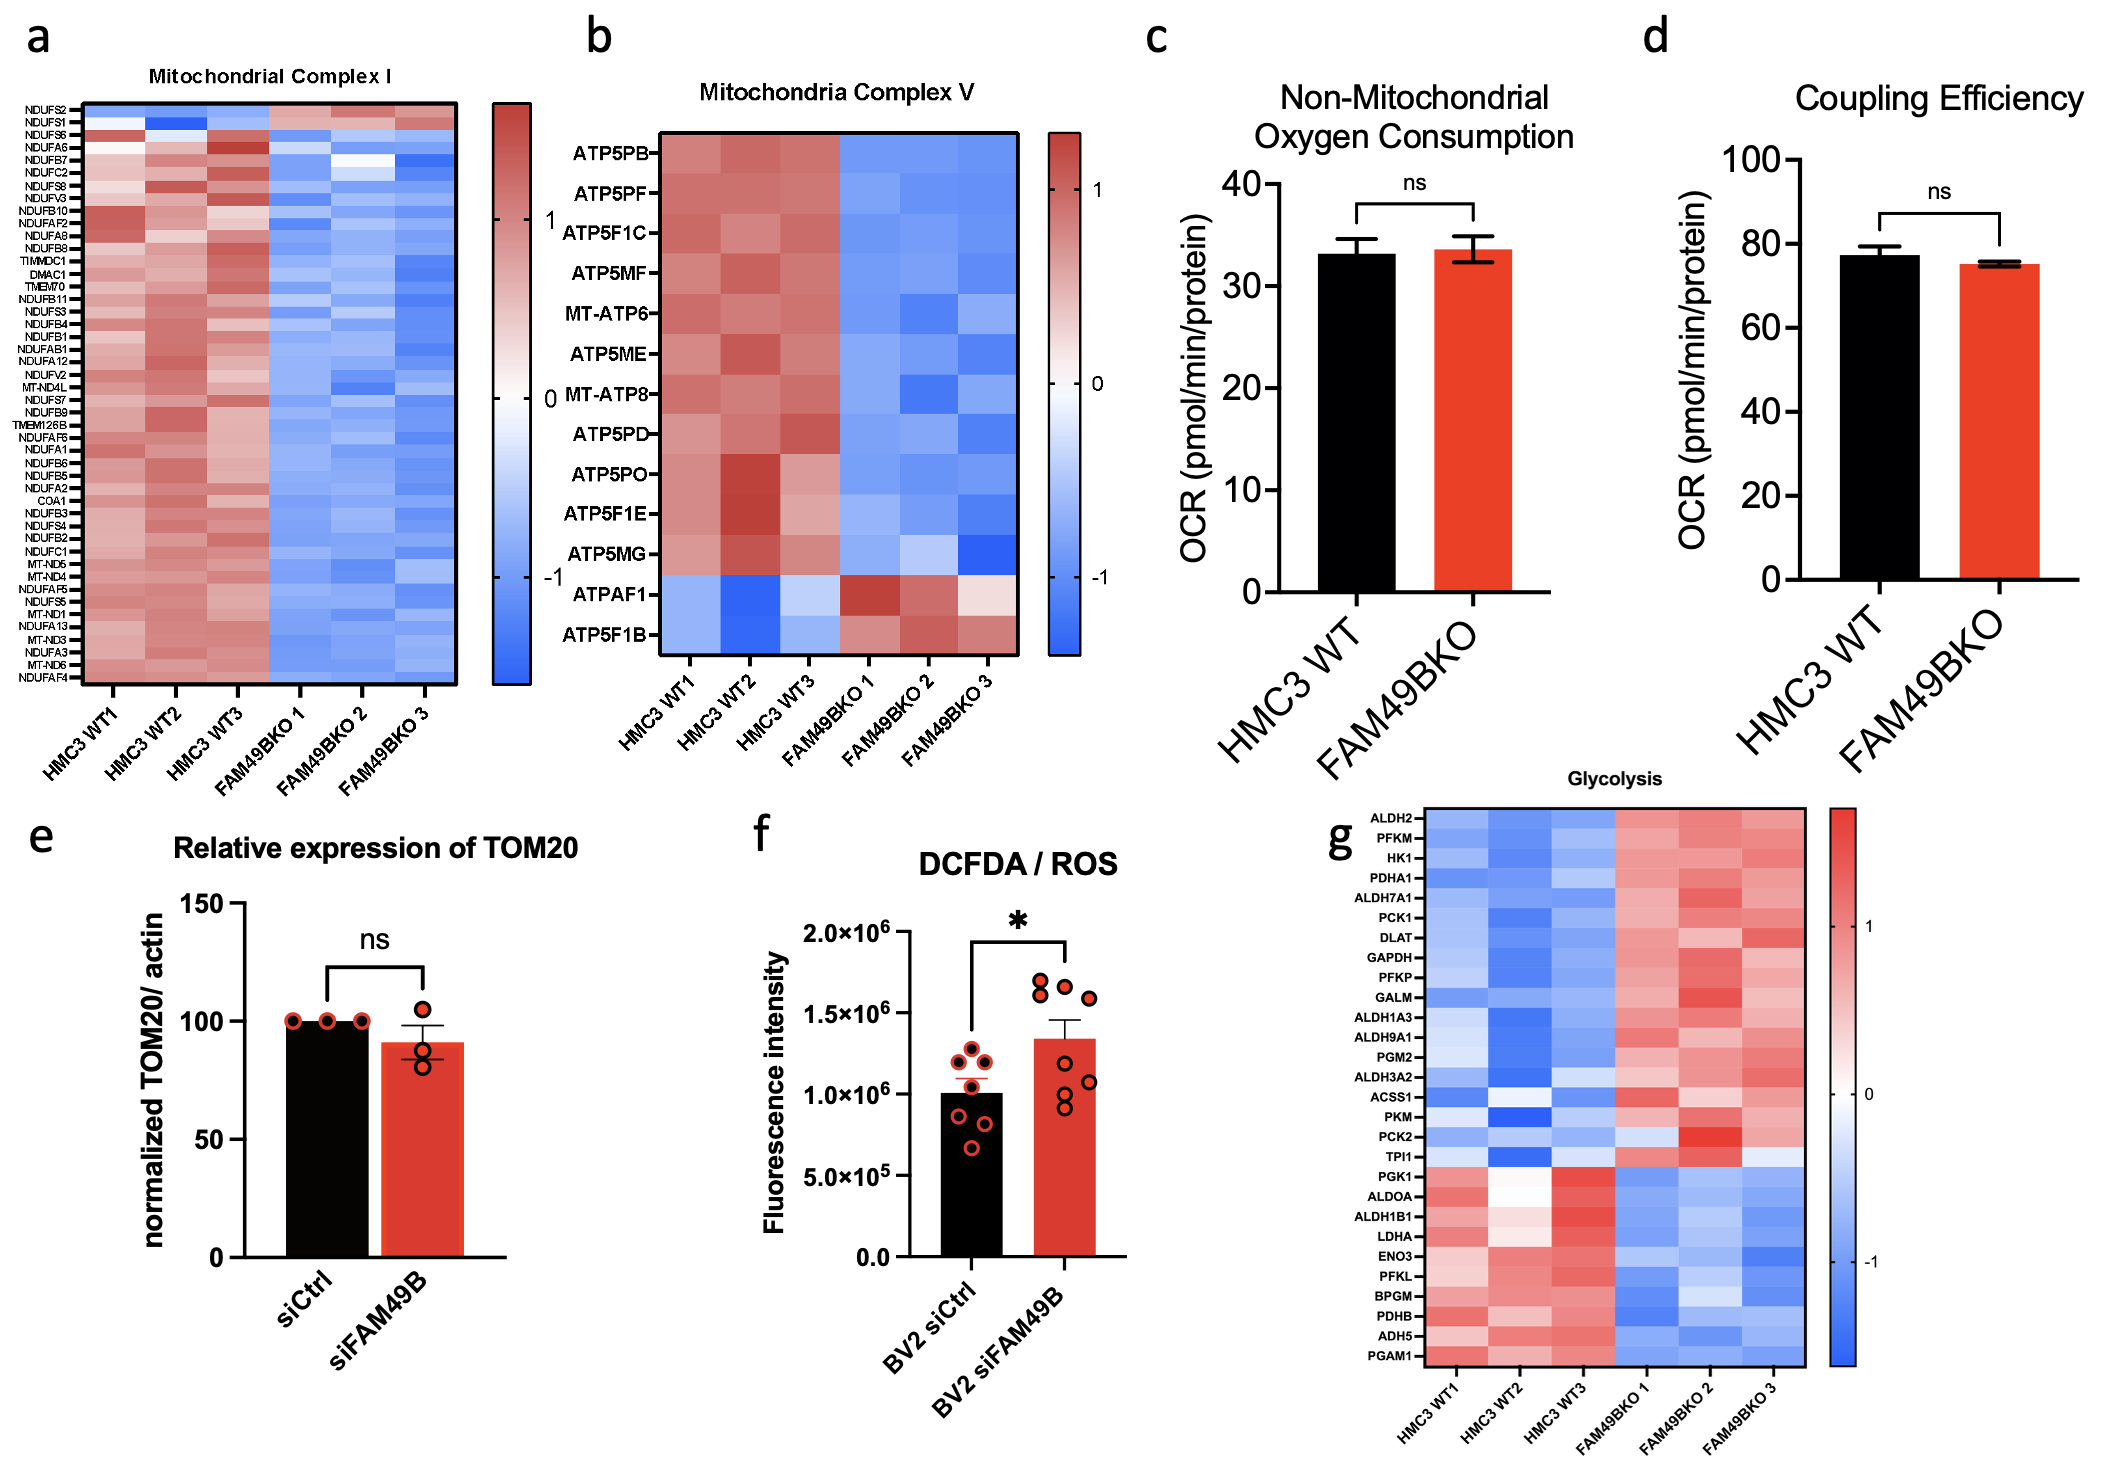 a
Mitochondrial Complex I
NDUFS2
NDUFS1
NDUFS6
NDUFA6
NDUFB7
NDUFC2
NDUFS8
NDUFV3
NDUFB10
NDUFAF2
NDUFA8
NDUFB8
TIMMDC1
DMAC1
TMEM70
NDUFB11
NDUFS3
NDUFB4
NDUFB1
NDUFAB1
NDUFA12
NDUFV2
MT-ND4L
NDUFS7
NDUFB9
TMEM126B
NDUFAF6
NDUFA1
NDUFB6
NDUFB5
NDUFA2
COA1
NDUFB3
NDUFS4
NDUFB2
NDUFC1
MT-ND5
MT-ND4
NDUFAF5
NDUFS5
MT-ND1
NDUFA13
MT-ND3
NDUFA3
MT-ND6
NDUFAF4
1
0
-1
HMC3 WT1
HMC3 WT2
HMC3 WT3
FAM49BKO 1
FAM49BKO 2
FAM49BKO 3
b
Mitochondria Complex V
ATP5PB
ATP5PF
ATP5F1C
ATP5MF
MT-ATP6
ATP5ME
MT-ATP8
ATP5PD
ATP5PO
ATP5F1E
ATP5MG
ATPAF1
ATP5F1B
1
0
-1
HMC3 WT1
HMC3 WT2
HMC3 WT3
FAM49BKO 1
FAM49BKO 2
FAM49BKO 3
c
Non-Mitochondrial
Oxygen Consumption
OCR (pmol/min/protein)
40
30
20
10
0
ns
HMC3 WT
FAM49BKO
d
Coupling Efficiency
OCR (pmol/min/protein)
100
80
60
40
20
0
ns
HMC3 WT
FAM49BKO
e
Relative expression of TOM20
normalized TOM20/ actin
150
100
50
0
ns
siCtrl
siFAM49B
f
DCFDA / ROS
Fluorescence intensity
2.0×10⁶
1.5×10⁶
1.0×10⁶
5.0×10⁵
0.0
*
BV2 siCtrl
BV2 siFAM49B
g
Glycolysis
ALDH2
PFKM
HK1
PDHA1
ALDH7A1
PCK1
DLAT
GAPDH
PFKP
GALM
ALDH1A3
ALDH9A1
PGM2
ALDH3A2
ACSS1
PKM
PCK2
TPI1
PGK1
ALDOA
ALDH1B1
LDHA
ENO3
PFKL
BPGM
PDHB
ADH5
PGAM1
1
0
-1
HMC3 WT1
HMC3 WT2
HMC3 WT3
FAM49BKO 1
FAM49BKO 2
FAM49BKO 3